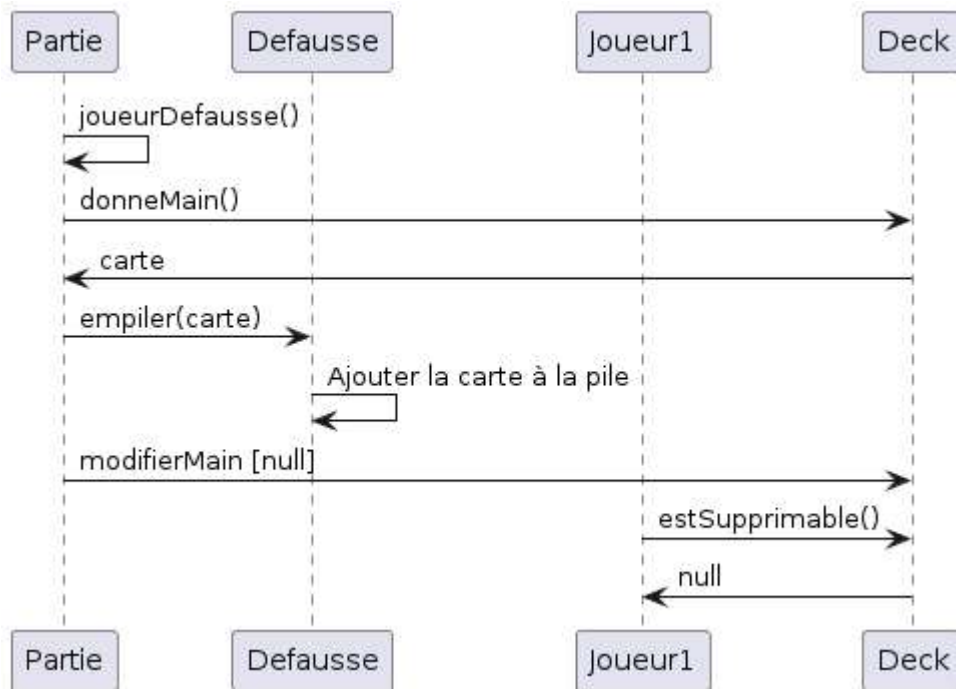 Partie
Defausse
Joueur1
Deck
joueurDefausse()
donneMain()
carte
empiler(carte)
Ajouter la carte à la pile
modifierMain [null]
estSupprimable()
null
Partie
Defausse
Joueur1
Deck